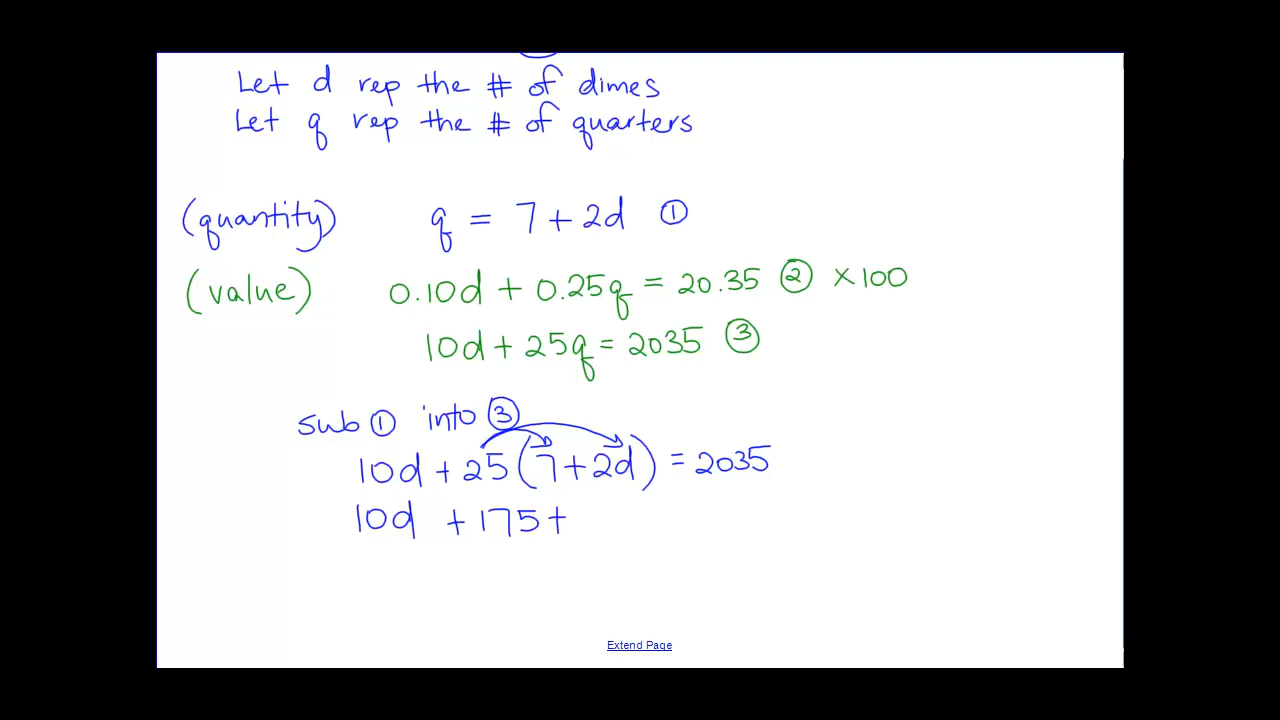 Let d rep the # of dimes
Let q rep the # of quarters
(quantity) q = 7 + 2d ①
(value) 0.10d + 0.25q = 20.35 ② ×100
10d + 25q = 2035 ③
sub ① into ③
10d + 25(7 + 2d) = 2035
10d + 175 +
Extend Page